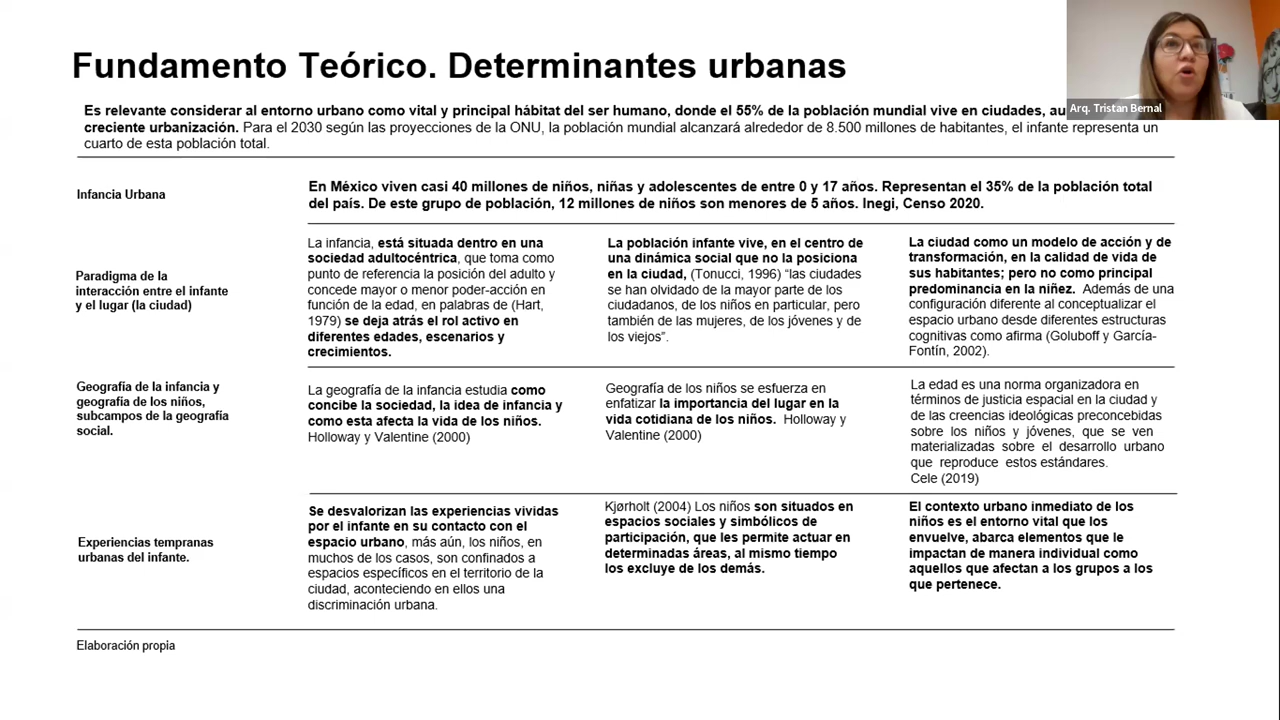 Fundamento Teórico. Determinantes urbanas
Arq. Tristan Bernal
Es relevante considerar al entorno urbano como vital y principal hábitat del ser humano, donde el 55% de la población mundial vive en ciudades,
creciente urbanización. Para el 2030 según las proyecciones de la ONU, la población mundial alcanzará alrededor de 8.500 millones de habitantes, el infante representa un
cuarto de esta población total.
Infancia Urbana
En México viven casi 40 millones de niños, niñas y adolescentes de entre 0 y 17 años. Representan el 35% de la población total
del país. De este grupo de población, 12 millones de niños son menores de 5 años. Inegi, Censo 2020.
Paradigma de la
interacción entre el infante
y el lugar (la ciudad)
La infancia, está situada dentro en una
sociedad adultocéntrica, que toma como
punto de referencia la posición del adulto y
concede mayor o menor poder-acción en
función de la edad, en palabras de (Hart,
1979) se deja atrás el rol activo en
diferentes edades, escenarios y
crecimientos.
La población infante vive, en el centro de
una dinámica social que no la posiciona
en la ciudad, (Tonucci, 1996) “las ciudades
se han olvidado de la mayor parte de los
ciudadanos, de los niños en particular, pero
también de las mujeres, de los jóvenes y de
los viejos”.
La ciudad como un modelo de acción y de
transformación, en la calidad de vida de
sus habitantes; pero no como principal
predominancia en la niñez. Además de una
configuración diferente al conceptualizar el
espacio urbano desde diferentes estructuras
cognitivas como afirma (Goluboff y García-
Fontín, 2002).
Geografía de la infancia y
geografía de los niños,
subcampos de la geografía
social.
La geografía de la infancia estudia como
concibe la sociedad, la idea de infancia y
como esta afecta la vida de los niños.
Holloway y Valentine (2000)
Geografía de los niños se esfuerza en
enfatizar la importancia del lugar en la
vida cotidiana de los niños. Holloway y
Valentine (2000)
La edad es una norma organizadora en
términos de justicia espacial en la ciudad y
de las creencias ideológicas preconcebidas
sobre los niños y jóvenes, que se ven
materializadas sobre el desarrollo urbano
que reproduce estos estándares.
Cele (2019)
Experiencias tempranas
urbanas del infante.
Se desvalorizan las experiencias vividas
por el infante en su contacto con el
espacio urbano, más aún, los niños, en
muchos de los casos, son confinados a
espacios específicos en el territorio de la
ciudad, aconteciendo en ellos una
discriminación urbana.
Kjørholt (2004) Los niños son situados en
espacios sociales y simbólicos de
participación, que les permite actuar en
determinadas áreas, al mismo tiempo
los excluye de los demás.
El contexto urbano inmediato de los
niños es el entorno vital que los
envuelve, abarca elementos que le
impactan de manera individual como
aquellos que afectan a los grupos a los
que pertenece.
Elaboración propia